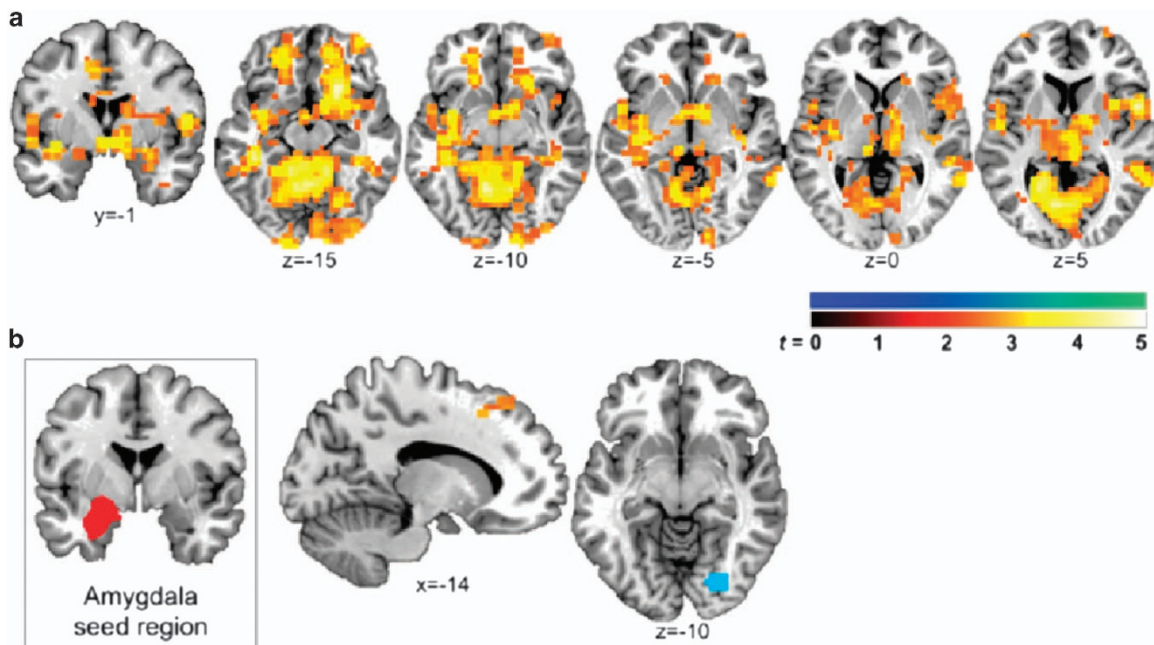 a
y=-1
z=-15
z=-10
z=-5
z=0
z=5
t = 0 1 2 3 4 5
b
Amygdala
seed region
x=-14
z=-10